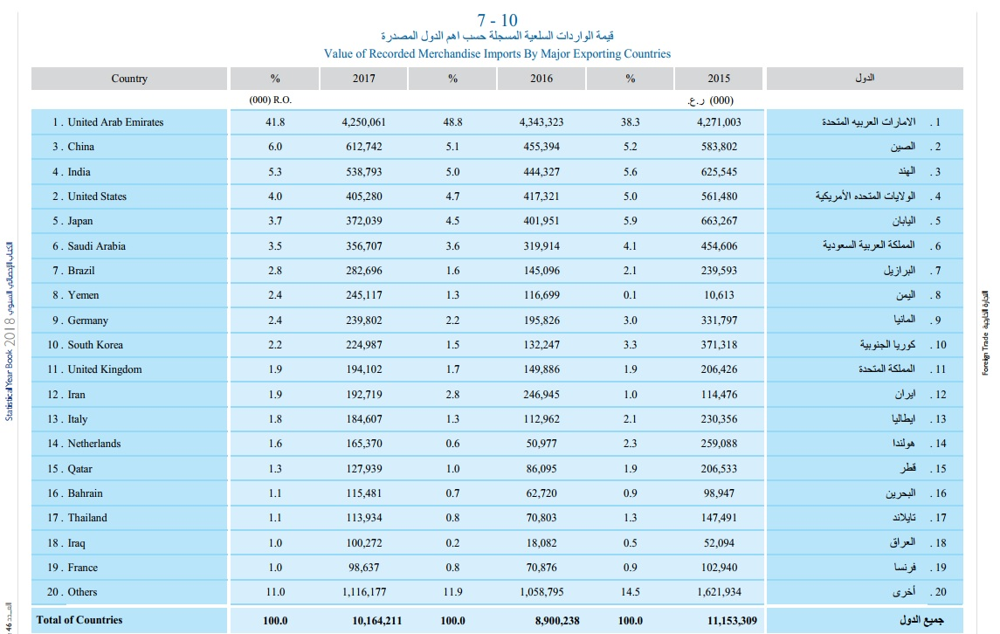 7 - 10
قيمة الواردات السلعية المسجلة حسب اهم الدول المصدرة
Value of Recorded Merchandise Imports By Major Exporting Countries
Country % 2017 % 2016 % 2015 الدول
(000) R.O. (000) ر.ع.
1 . United Arab Emirates 41.8 4,250,061 48.8 4,343,323 38.3 4,271,003 الامارات العربيه المتحدة . 1
3 . China 6.0 612,742 5.1 455,394 5.2 583,802 الصين . 2
4 . India 5.3 538,793 5.0 444,327 5.6 625,545 الهند . 3
2 . United States 4.0 405,280 4.7 417,321 5.0 561,480 الولايات المتحده الأمريكية . 4
5 . Japan 3.7 372,039 4.5 401,951 5.9 663,267 اليابان . 5
6 . Saudi Arabia 3.5 356,707 3.6 319,914 4.1 454,606 المملكة العربية السعودية . 6
7 . Brazil 2.8 282,696 1.6 145,096 2.1 239,593 البرازيل . 7
8 . Yemen 2.4 245,117 1.3 116,699 0.1 10,613 اليمن . 8
9 . Germany 2.4 239,802 2.2 195,826 3.0 331,797 المانيا . 9
10 . South Korea 2.2 224,987 1.5 132,247 3.3 371,318 كوريا الجنوبية . 10
11 . United Kingdom 1.9 194,102 1.7 149,886 1.9 206,426 المملكة المتحدة . 11
12 . Iran 1.9 192,719 2.8 246,945 1.0 114,476 ايران . 12
13 . Italy 1.8 184,607 1.3 112,962 2.1 230,356 ايطاليا . 13
14 . Netherlands 1.6 165,370 0.6 50,977 2.3 259,088 هولندا . 14
15 . Qatar 1.3 127,939 1.0 86,095 1.9 206,533 قطر . 15
16 . Bahrain 1.1 115,481 0.7 62,720 0.9 98,947 البحرين . 16
17 . Thailand 1.1 113,934 0.8 70,803 1.3 147,491 تايلاند . 17
18 . Iraq 1.0 100,272 0.2 18,082 0.5 52,094 العراق . 18
19 . France 1.0 98,637 0.8 70,876 0.9 102,940 فرنسا . 19
20 . Others 11.0 1,116,177 11.9 1,058,795 14.5 1,621,934 أخرى . 20
Total of Countries 100.0 10,164,211 100.0 8,900,238 100.0 11,153,309 جميع الدول
Statistical Year Book 2018 الكتاب الإحصائي السنوي
46 العـــدد
Foreign Trade التجارة الخارجية